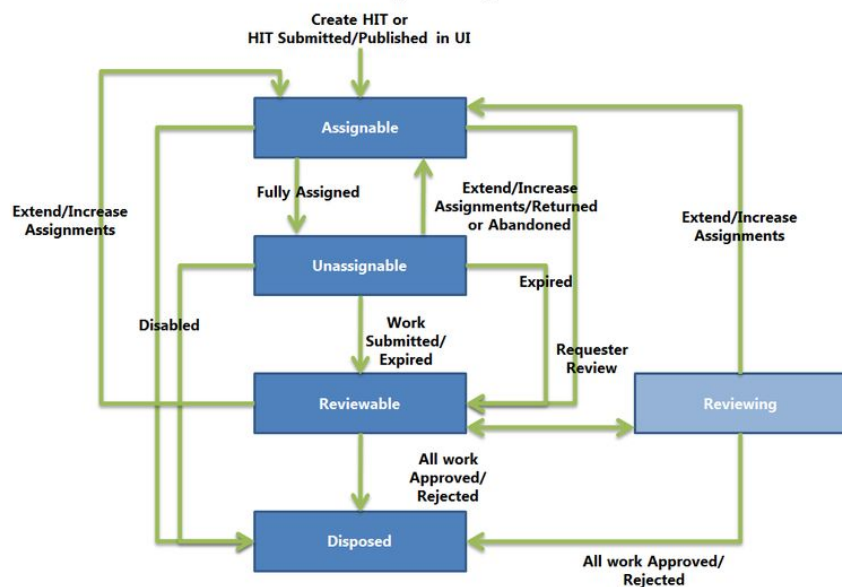 Create HIT or
HIT Submitted/Published in UI
Assignable
Fully Assigned
Extend/Increase
Assignments/Returned
or Abandoned
Extend/Increase
Assignments
Extend/Increase
Assignments
Unassignable
Expired
Disabled
Work
Submitted/
Expired
Requester
Review
Reviewable
Reviewing
All work
Approved/
Rejected
Disposed
All work Approved/
Rejected